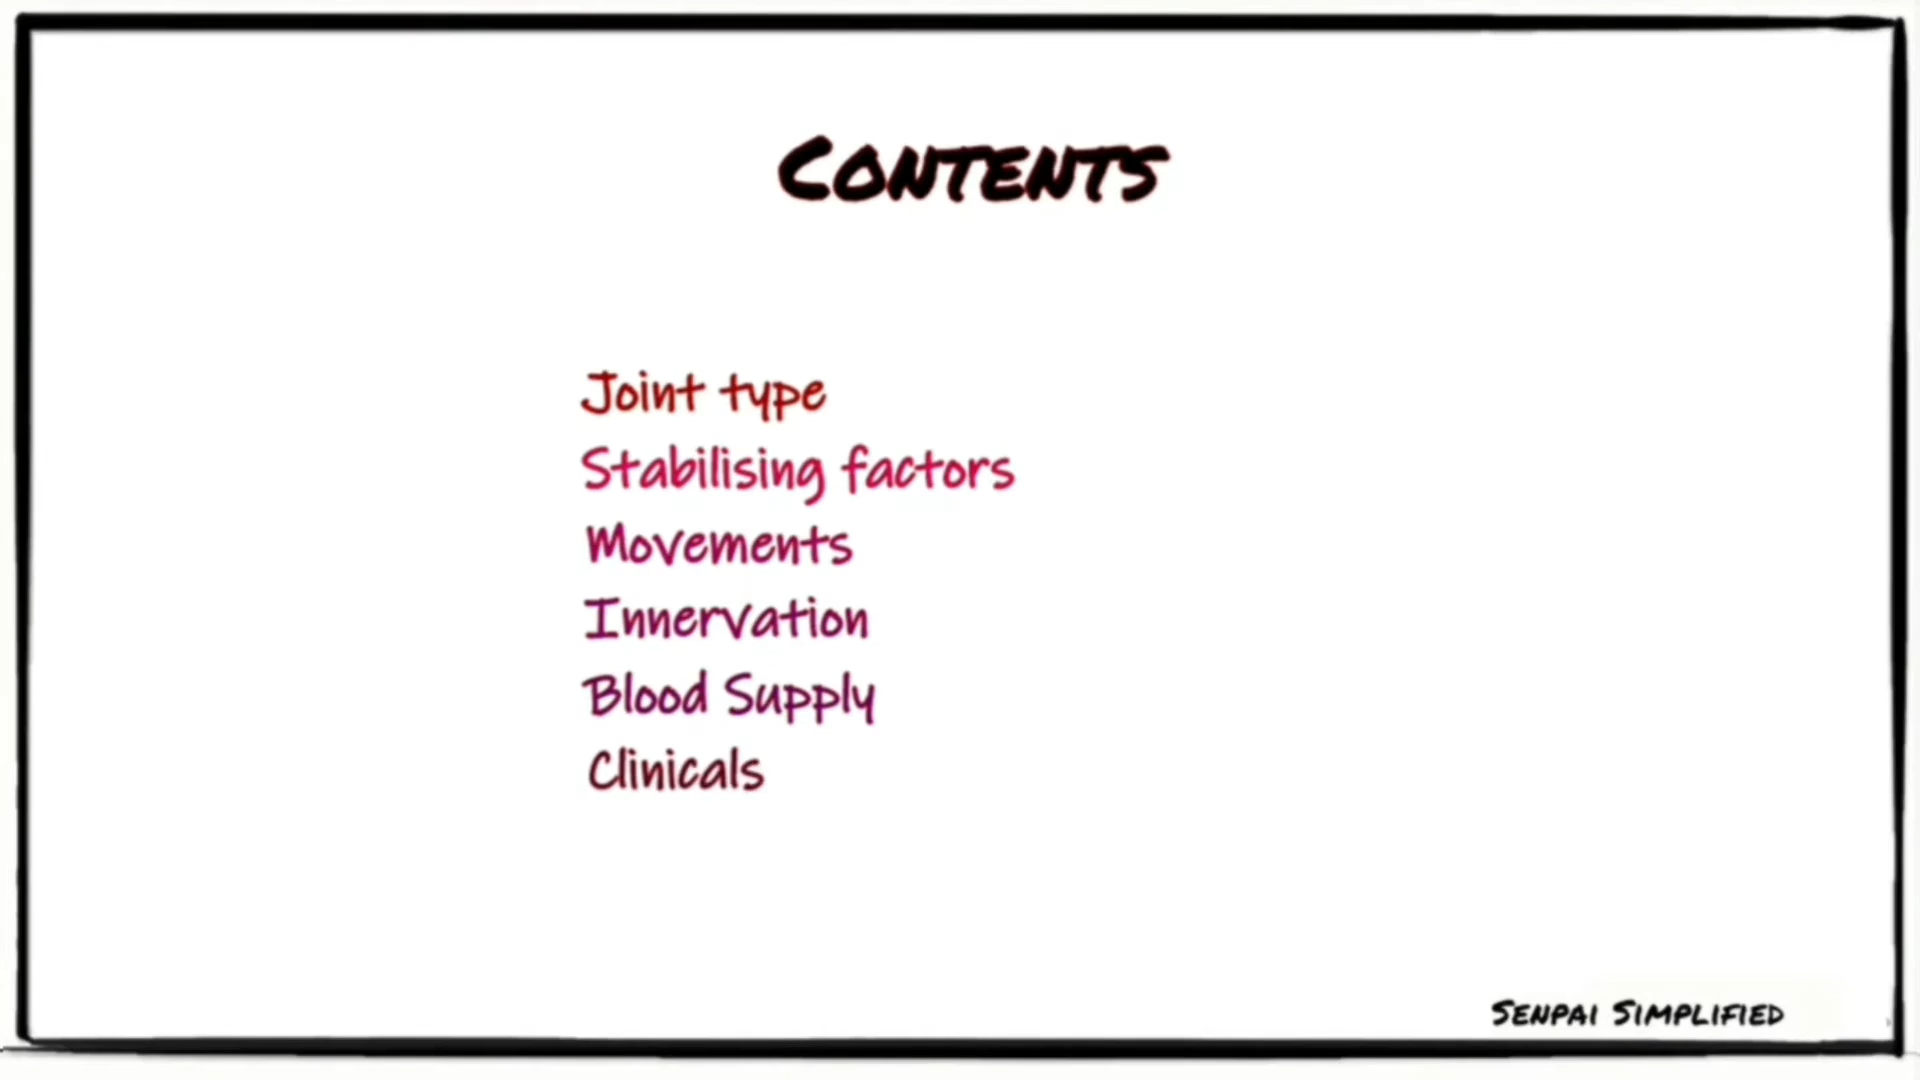 Contents
Joint type
Stabilising factors
Movements
Innervation
Blood Supply
Clinicals
Senpai Simplified